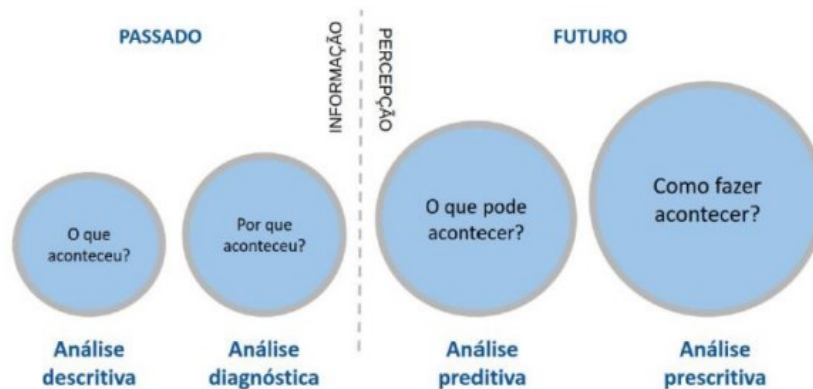 PASSADO
FUTURO
INFORMAÇÃO
PERCEPÇÃO
O que
aconteceu?
Por que
aconteceu?
O que pode
acontecer?
Como fazer
acontecer?
Análise
descritiva
Análise
diagnóstica
Análise
preditiva
Análise
prescritiva